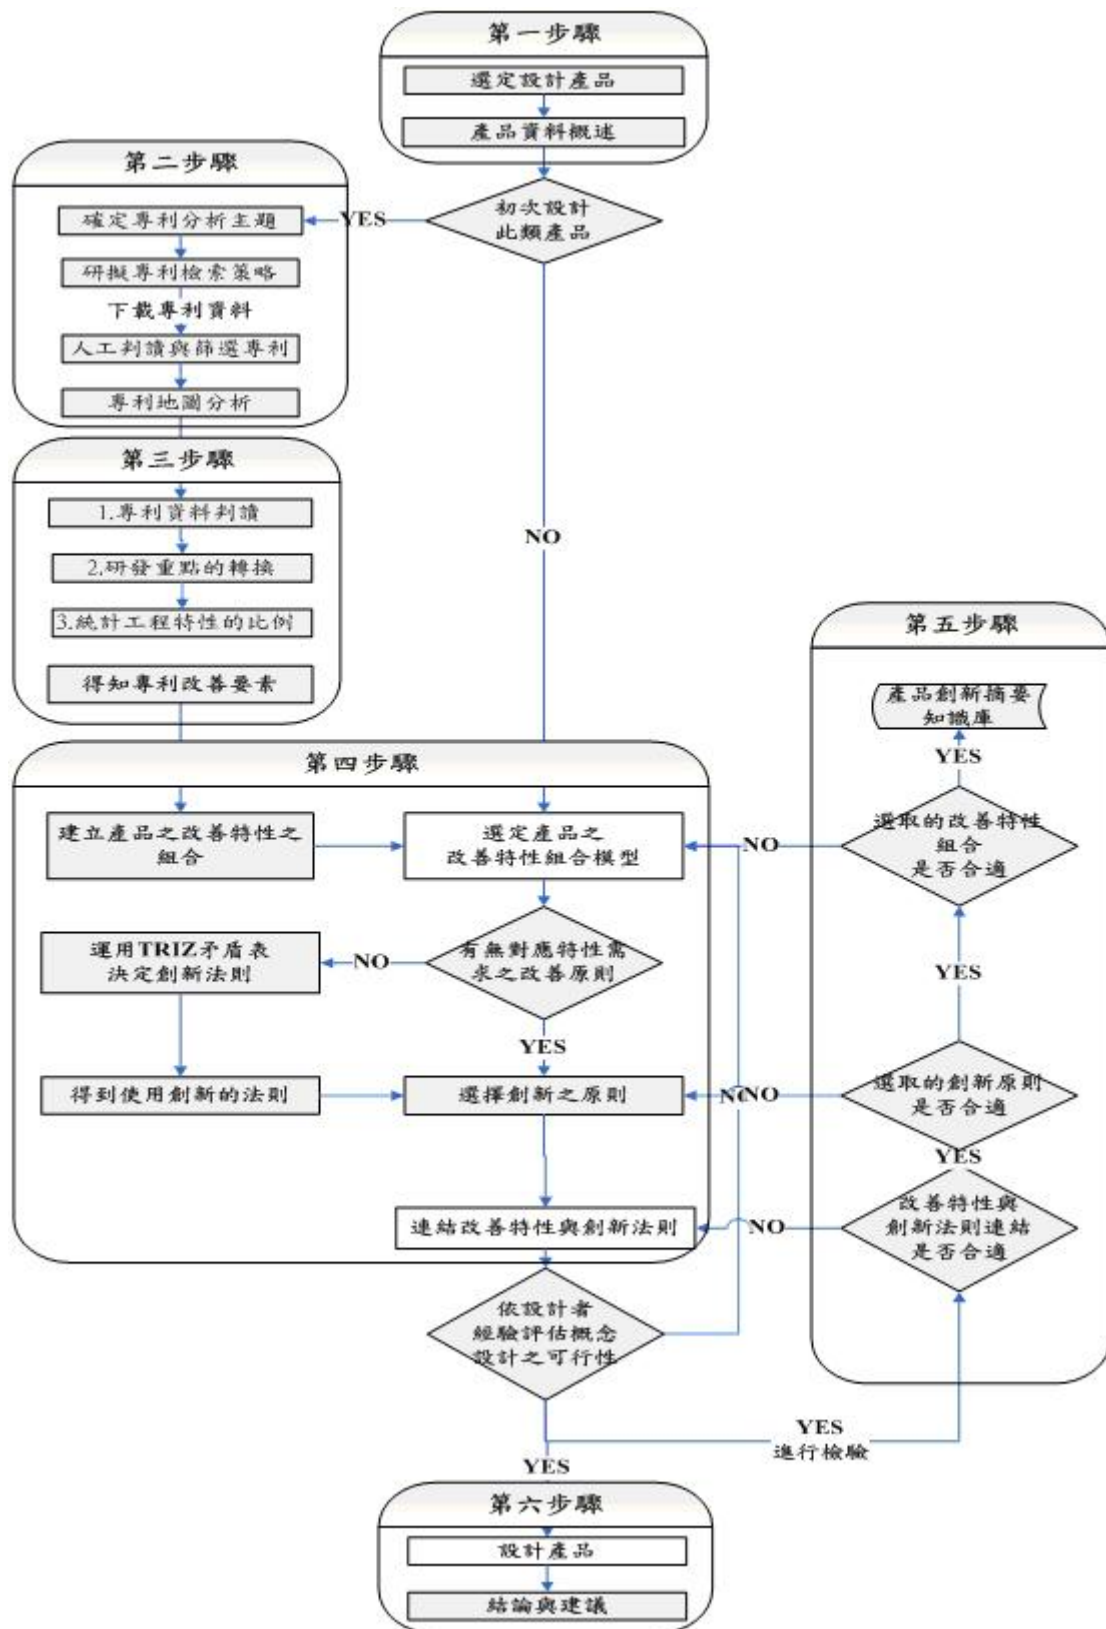 第一步驟
選定設計產品
產品資料概述
初次設計
此類產品
YES
NO
第二步驟
確定專利分析主題
研擬專利檢索策略
下載專利資料
人工判讀與篩選專利
專利地圖分析
第三步驟
1.專利資料判讀
2.研發重點的轉換
3.統計工程特性的比例
得知專利改善要素
第四步驟
建立產品之改善特性之
組合
選定產品之
改善特性組合模型
有無對應特性需
求之改善原則
NO
運用TRIZ矛盾表
決定創新法則
YES
得到使用創新的法則
選擇創新之原則
連結改善特性與創新法則
依設計者
經驗評估概念
設計之可行性
NO
YES
進行檢驗
YES
第五步驟
產品創新摘要
知識庫
YES
選取的改善特性
組合
是否合適
NO
YES
選取的創新原則
是否合適
NO
YES
改善特性與
創新法則連結
是否合適
NO
第六步驟
設計產品
結論與建議